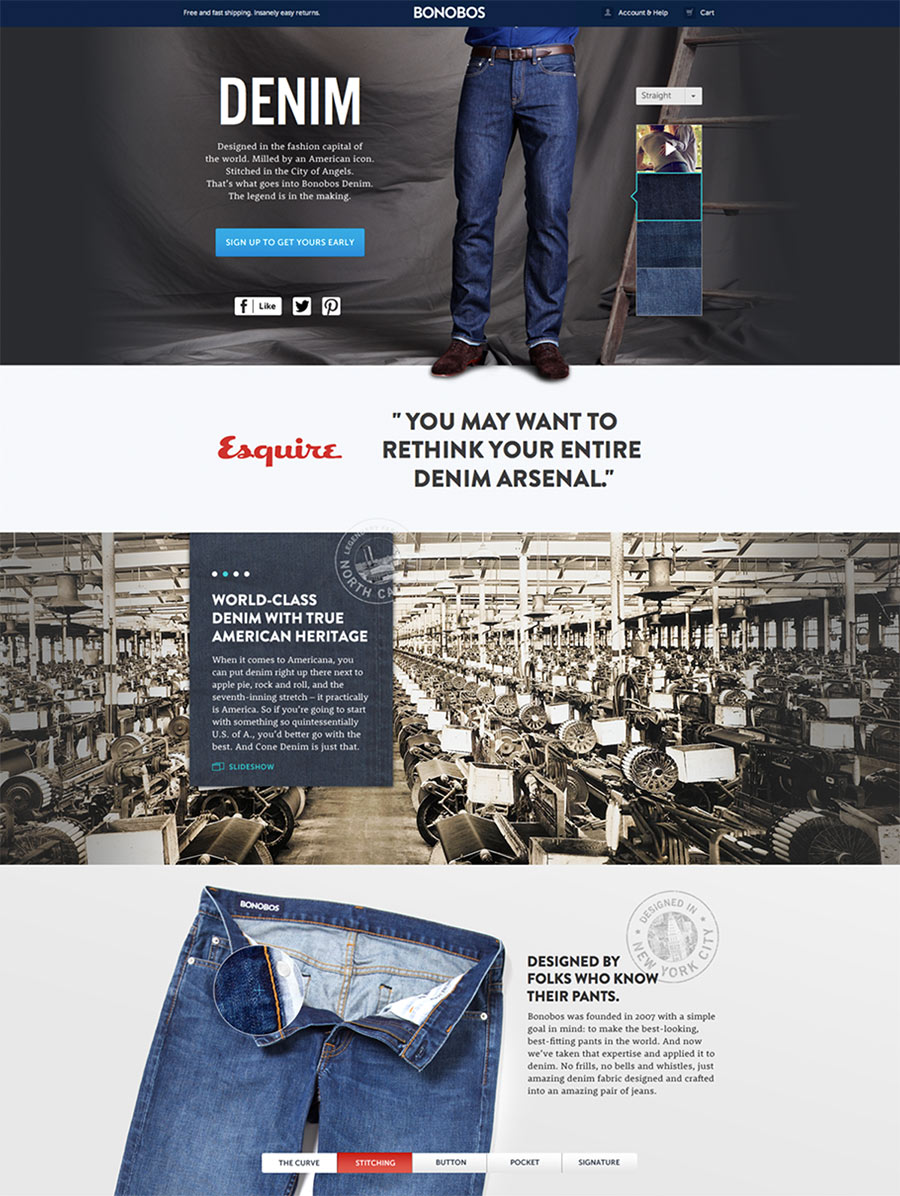 Free and fast shipping. Insanely easy returns.
BONOBOS
Account & Help
Cart
DENIM
Designed in the fashion capital of
the world. Milled by an American icon.
Stitched in the City of Angels.
That's what goes into Bonobos Denim.
The legend is in the making.
SIGN UP TO GET YOURS EARLY
Like
Straight
Esquire
" YOU MAY WANT TO
RETHINK YOUR ENTIRE
DENIM ARSENAL."
NORTH CA
WORLD-CLASS
DENIM WITH TRUE
AMERICAN HERITAGE
When it comes to Americana, you
can put denim right up there next to
apple pie, rock and roll, and the
seventh-inning stretch – it practically
is America. So if you're going to start
with something so quintessentially
U.S. of A., you'd better go with the
best. And Cone Denim is just that.
SLIDESHOW
BONOBOS
DESIGNED IN
NEW YORK CITY
DESIGNED BY
FOLKS WHO KNOW
THEIR PANTS.
Bonobos was founded in 2007 with a simple
goal in mind: to make the best-looking,
best-fitting pants in the world. And now
we've taken that expertise and applied it to
denim. No frills, no bells and whistles, just
amazing denim fabric designed and crafted
into an amazing pair of jeans.
THE CURVE
STITCHING
BUTTON
POCKET
SIGNATURE